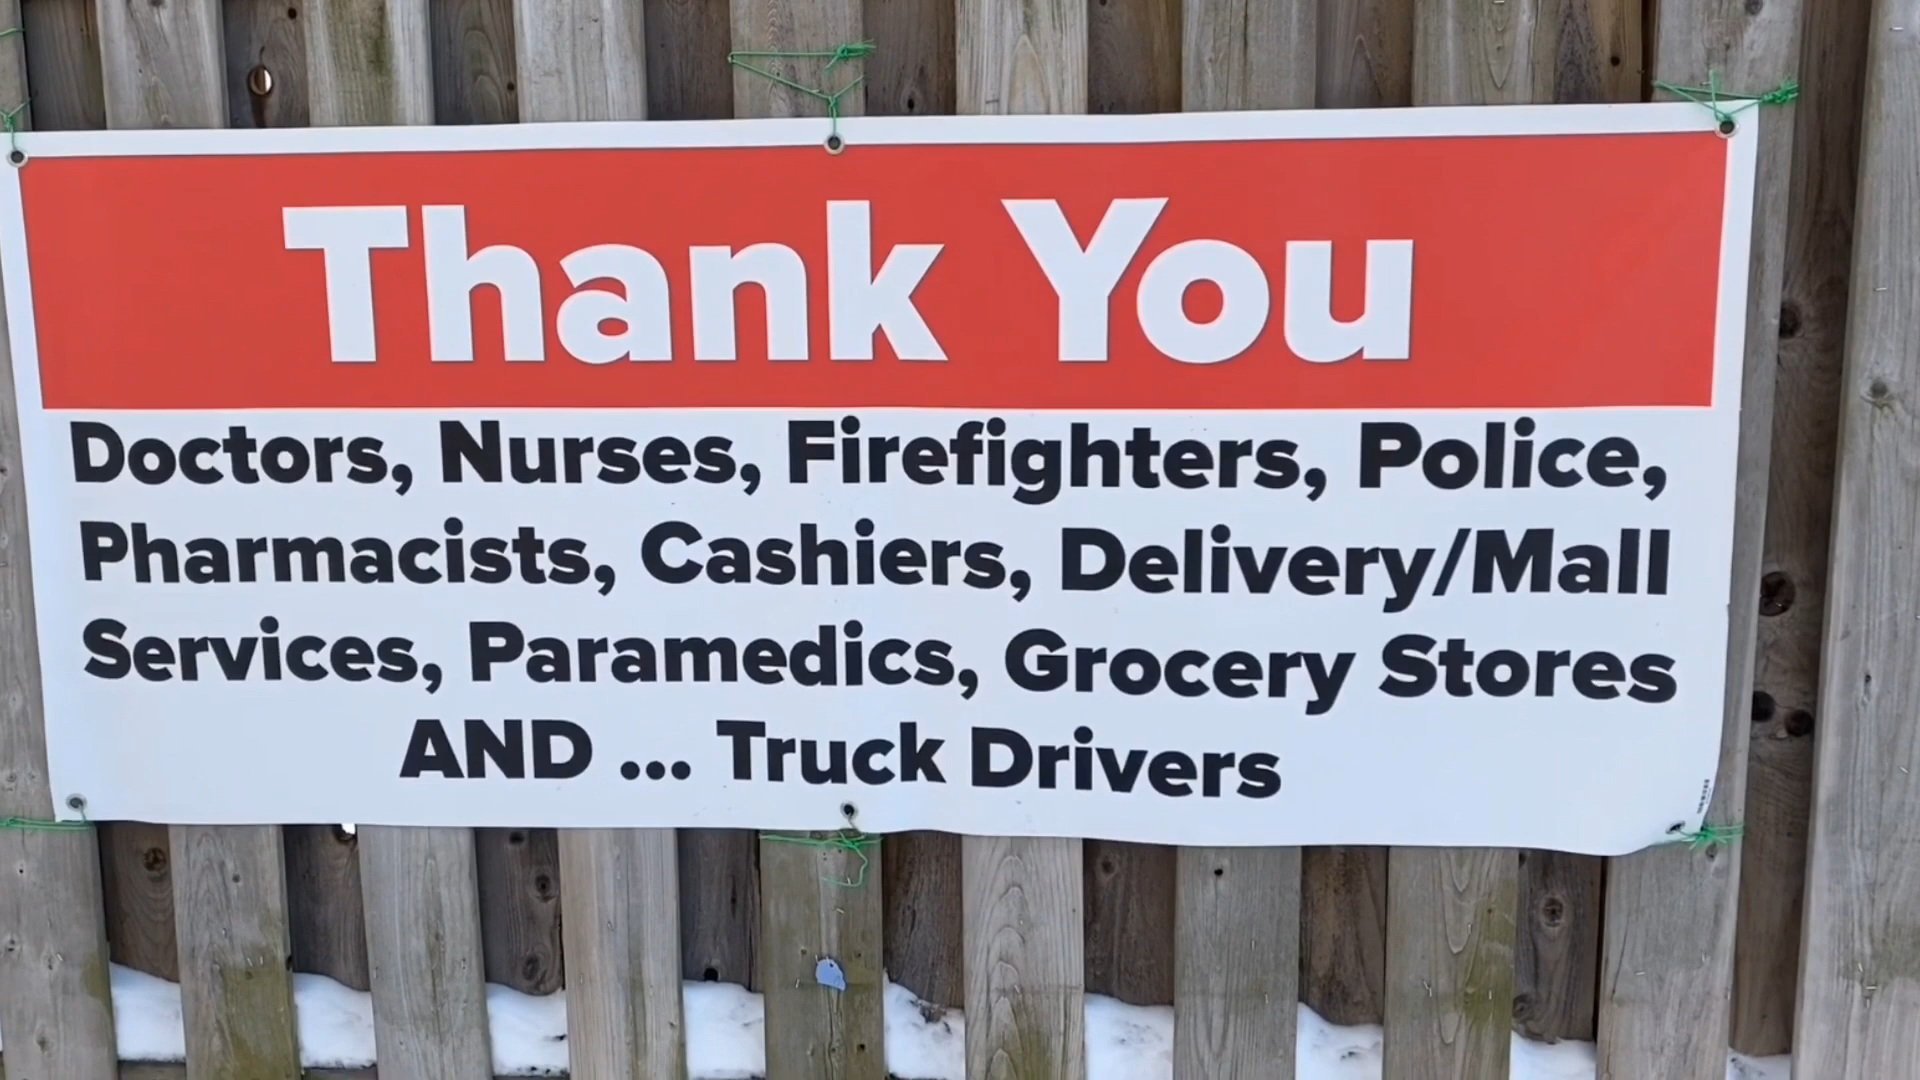 Thank You
Doctors, Nurses, Firefighters, Police,
Pharmacists, Cashiers, Delivery/Mall
Services, Paramedics, Grocery Stores
AND ... Truck Drivers